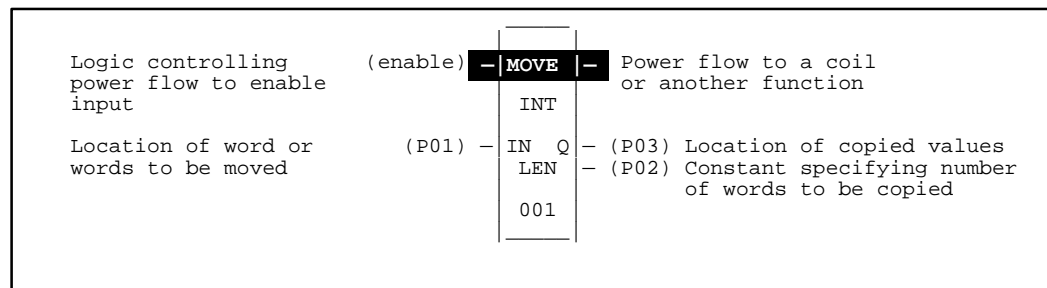 Logic controlling (enable) –|MOVE |– Power flow to a coil
power flow to enable or another function
input INT
Location of word or (P01) –|IN Q|– (P03) Location of copied values
words to be moved LEN |– (P02) Constant specifying number
of words to be copied
001